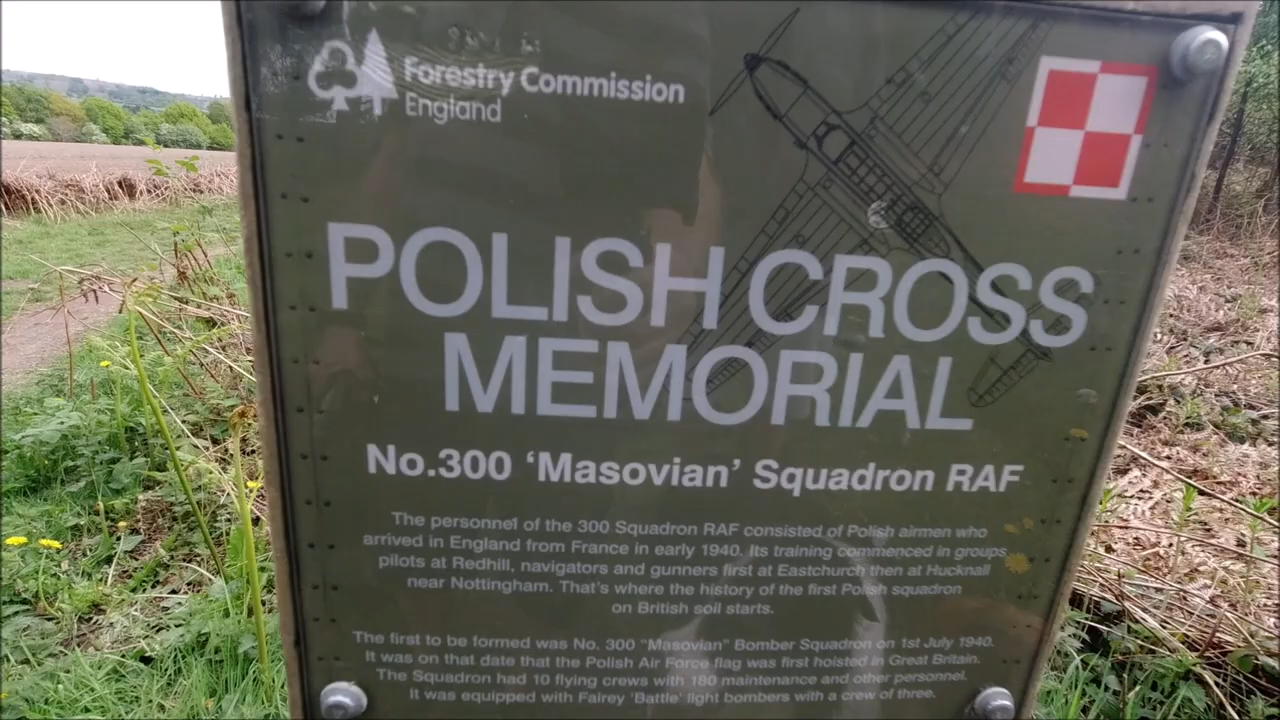 Forestry Commission
England
POLISH CROSS
MEMORIAL
No.300 ‘Masovian’ Squadron RAF
The personnel of the 300 Squadron RAF consisted of Polish airmen who
arrived in England from France in early 1940. Its training commenced in groups,
pilots at Redhill, navigators and gunners first at Eastchurch then at Hucknall
near Nottingham. That's where the history of the first Polish squadron
on British soil starts.
The first to be formed was No. 300 "Masovian" Bomber Squadron on 1st July 1940.
It was on that date that the Polish Air Force flag was first hoisted in Great Britain.
The Squadron had 10 flying crews with 180 maintenance and other personnel.
It was equipped with Fairey 'Battle' light bombers with a crew of three.